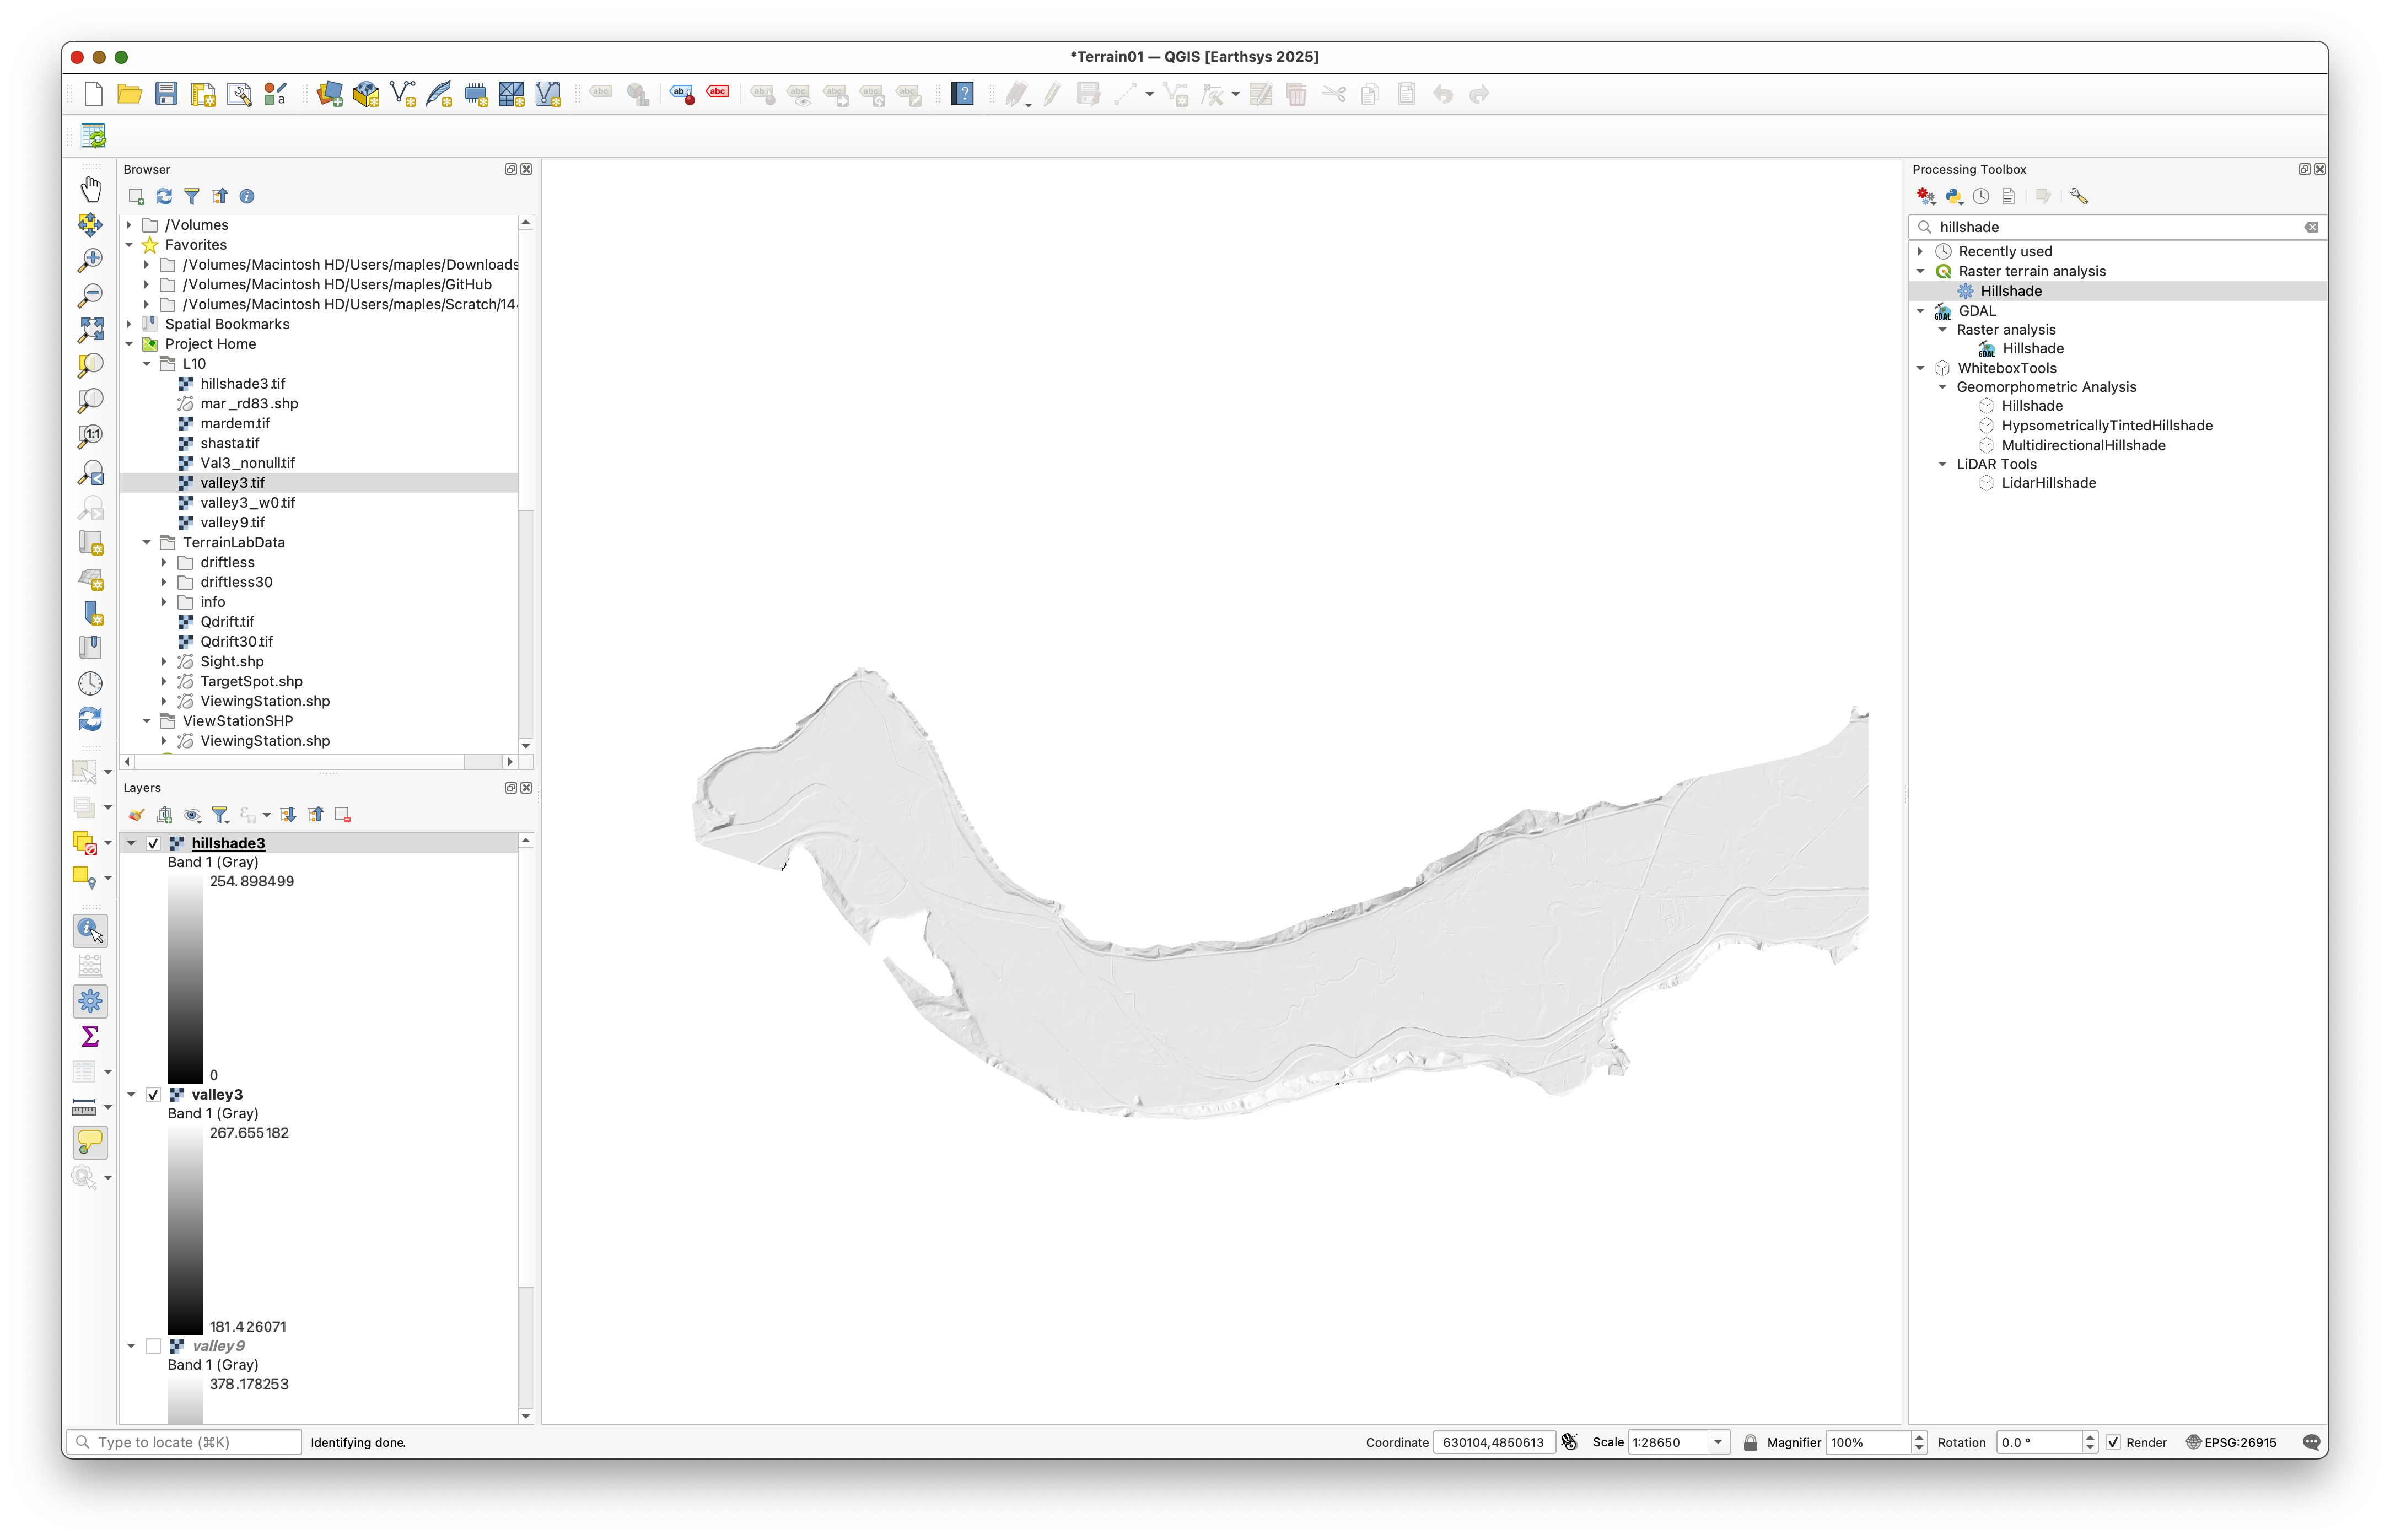 *Terrain01 — QGIS [Earthsys 2025]
Browser
/Volumes
Favorites
/Volumes/Macintosh HD/Users/maples/Downloads
/Volumes/Macintosh HD/Users/maples/GitHub
/Volumes/Macintosh HD/Users/maples/Scratch/14
Spatial Bookmarks
Project Home
L10
hillshade3.tif
mar_rd83.shp
mardem.tif
shasta.tif
Val3_nonull.tif
valley3.tif
valley3_w0.tif
valley9.tif
TerrainLabData
driftless
driftless30
info
Qdrift.tif
Qdrift30.tif
Sight.shp
TargetSpot.shp
ViewingStation.shp
ViewStationSHP
ViewingStation.shp
Layers
hillshade3
Band 1 (Gray)
254.898499
0
valley3
Band 1 (Gray)
267.655182
181.426071
valley9
Band 1 (Gray)
378.178253
Processing Toolbox
hillshade
Recently used
Raster terrain analysis
Hillshade
GDAL
Raster analysis
Hillshade
WhiteboxTools
Geomorphometric Analysis
Hillshade
HypsometricallyTintedHillshade
MultidirectionalHillshade
LiDAR Tools
LidarHillshade
Type to locate (⌘K)
Identifying done.
Coordinate 630104,4850613 Scale 1:28650 Magnifier 100% Rotation 0.0 ° Render EPSG:26915